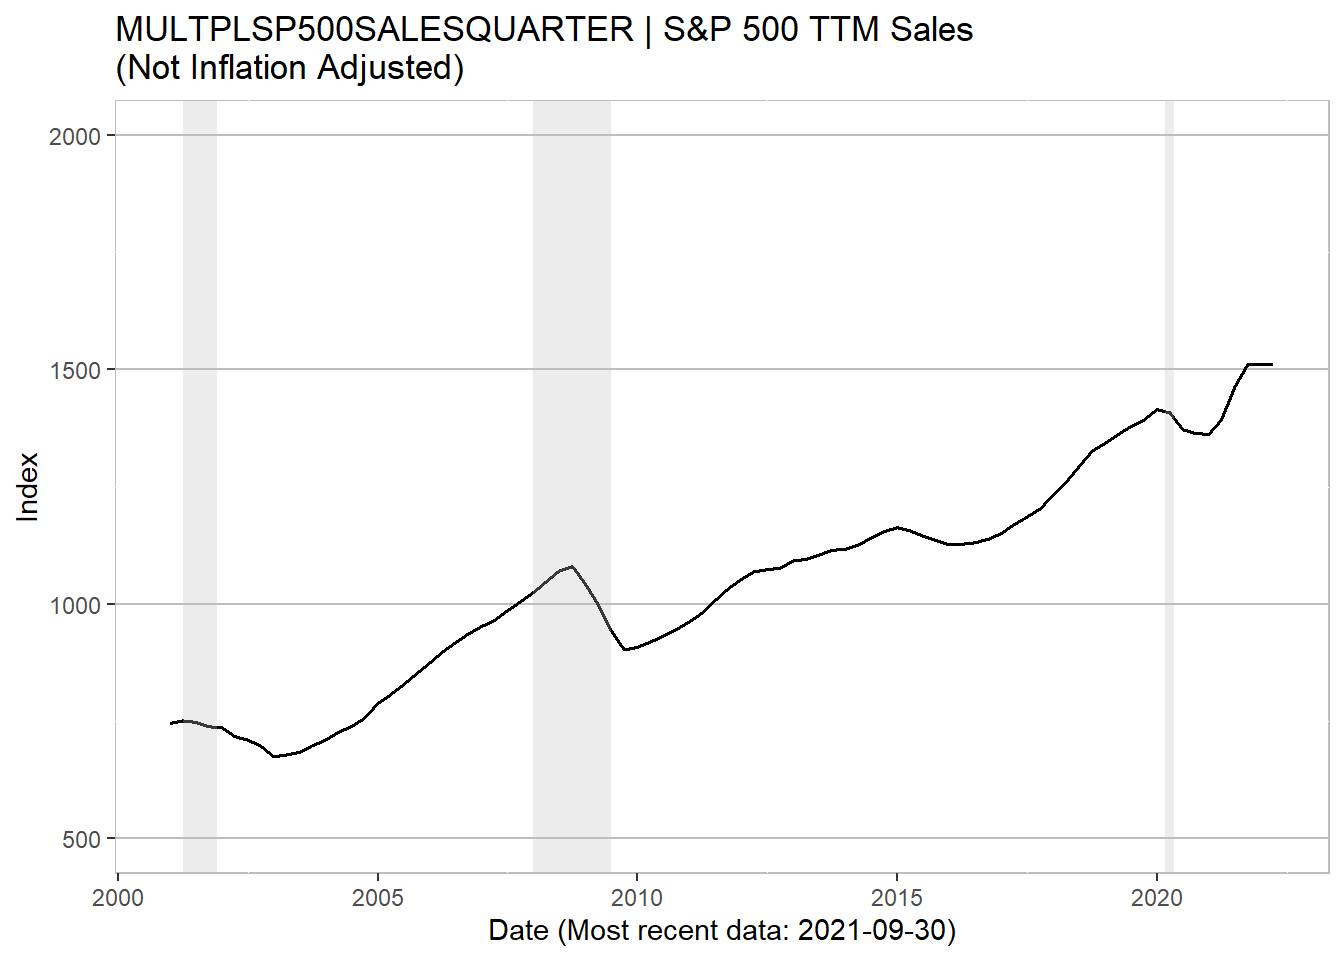 MULTPLSP500SALESQUARTER | S&P 500 TTM Sales
(Not Inflation Adjusted)
2000
1500
1000
500
Index
2000
2005
2010
2015
2020
Date (Most recent data: 2021-09-30)